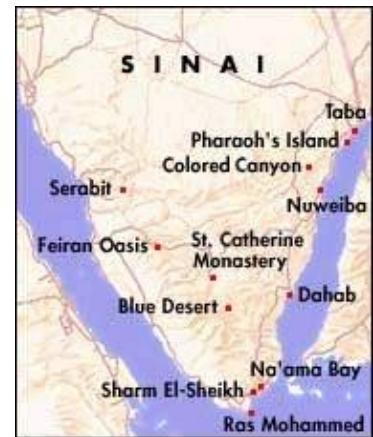 SINAI
Taba
Pharaoh's Island
Colored Canyon
Serabit
Nuweiba
Feiran Oasis
St. Catherine
Monastery
Blue Desert
Dahab
Na'ama Bay
Sharm El-Sheikh
Ras Mohammed